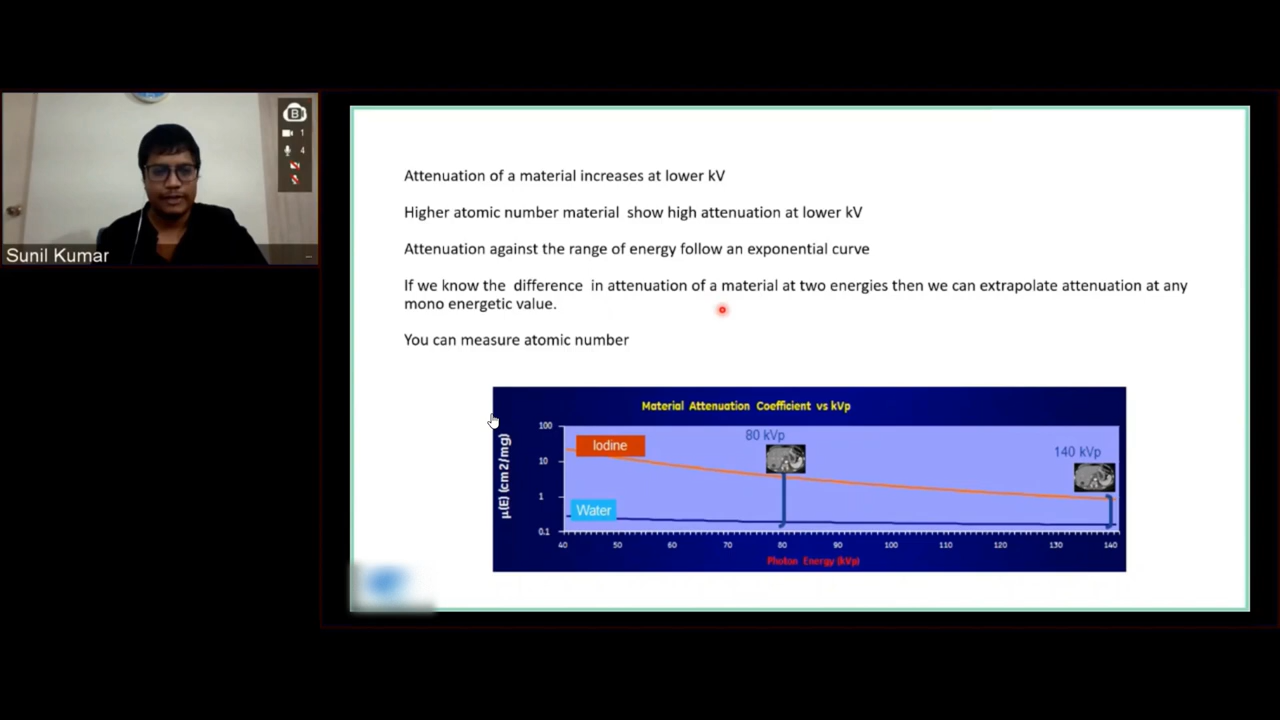 B
1
4
Sunil Kumar
Attenuation of a material increases at lower kV
Higher atomic number material show high attenuation at lower kV
Attenuation against the range of energy follow an exponential curve
If we know the difference in attenuation of a material at two energies then we can extrapolate attenuation at any
mono energetic value.
You can measure atomic number
Material Attenuation Coefficient vs kVp
μ(E) (cm2/mg)
100
10
1
0.1
Iodine
Water
80 kVp
140 kVp
40 50 60 70 80 90 100 110 120 130 140
Photon Energy (kVp)